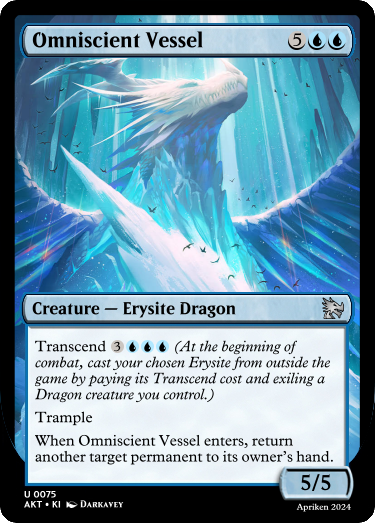 Omniscient Vessel 5
Creature — Erysite Dragon
Transcend 3 (At the beginning of
combat, cast your chosen Erysite from outside the
game by paying its Transcend cost and exiling a
Dragon creature you control.)
Trample
When Omniscient Vessel enters, return
another target permanent to its owner's hand.
5/5
U 0075
AKT • KI DARKAVEY
Apriken 2024